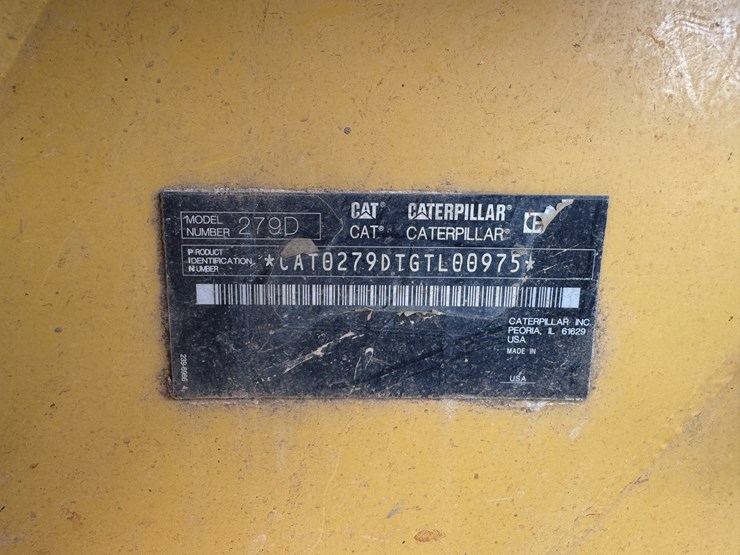 MODEL NUMBER 279D
CAT® CATERPILLAR®
CAT® CATERPILLAR®
PRODUCT IDENTIFICATION NUMBER
*CAT0279DTGTL00975*
CATERPILLAR INC.
PEORIA, IL 61629
USA
MADE IN
USA